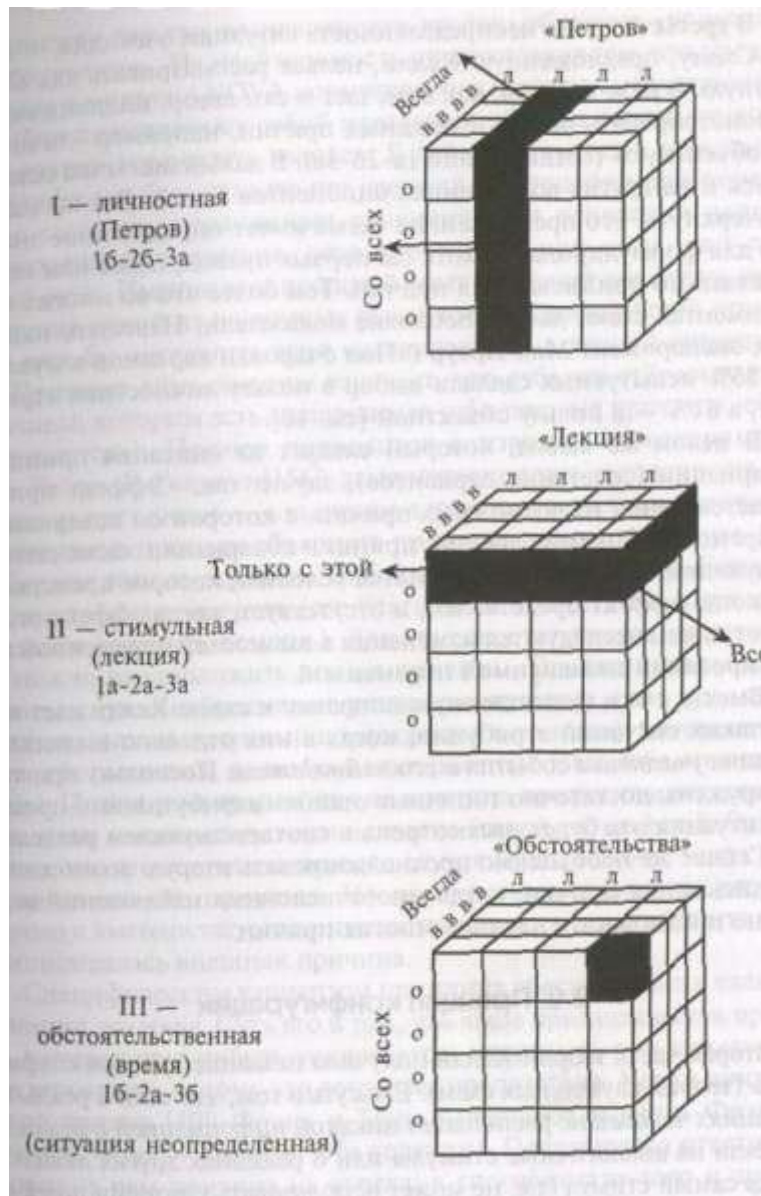 «Петров»
Всегда
л л л л
в в в в
I — личностная
(Петров)
1б-2б-3а
Со всех
о
о
о
о
«Лекция»
л л л л
в в в в
Только с этой
о
о
о
о
Все
II — стимульная
(лекция)
1а-2а-3а
«Обстоятельства»
Всегда
л л л л
в в в в
III —
обстоятельственная
(время)
1б-2а-3б
(ситуация неопределенная)
Со всех
о
о
о
о